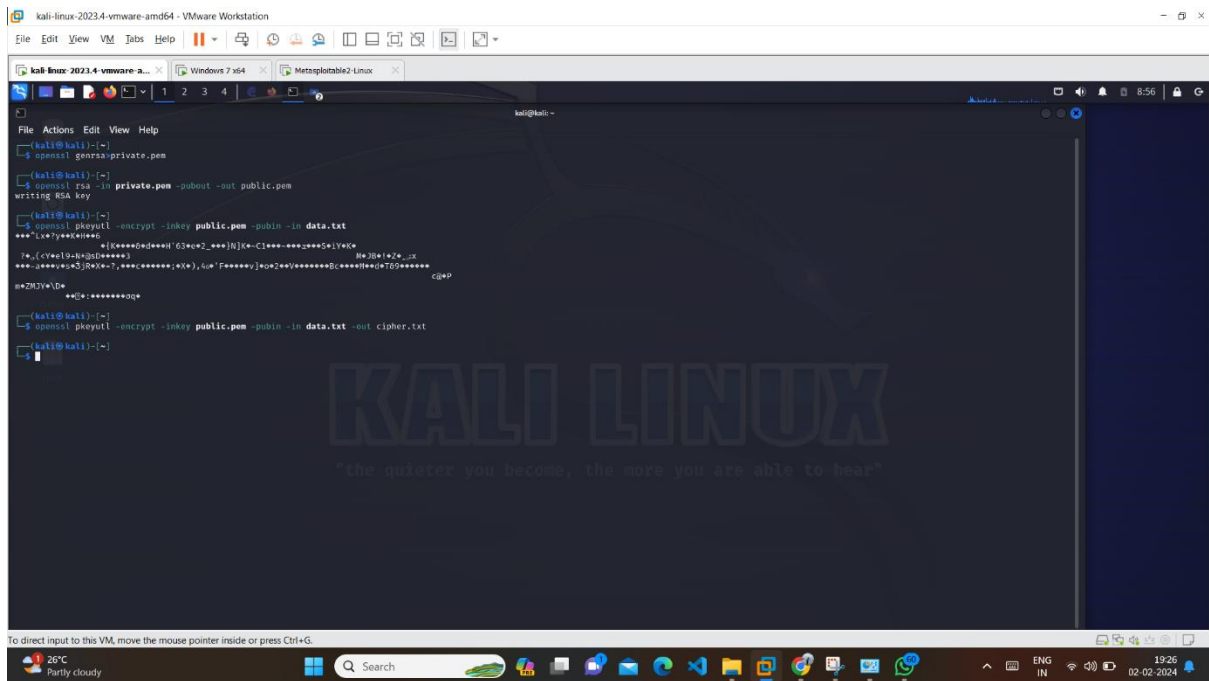 kali-linux-2023.4-vmware-amd64 - VMware Workstation
File Edit View VM Tabs Help
kali-linux-2023.4-vmware-a... Windows 7 x64 Metasploitable2-Linux
1 2 3 4 8:56
kali@kali: ~
File Actions Edit View Help
(kali㉿kali)-[~]
$ openssl genrsa>private.pem
(kali㉿kali)-[~]
$ openssl rsa -in private.pem -pubout -out public.pem
writing RSA key
(kali㉿kali)-[~]
$ openssl pkeyutl -encrypt -inkey public.pem -pubin -in data.txt
(kali㉿kali)-[~]
$ openssl pkeyutl -encrypt -inkey public.pem -pubin -in data.txt -out cipher.txt
(kali㉿kali)-[~]
$
KALI LINUX
"the quieter you become, the more you are able to hear"
To direct input to this VM, move the mouse pointer inside or press Ctrl+G.
26°C
Partly cloudy
Search
ENG
IN
19:26
02-02-2024